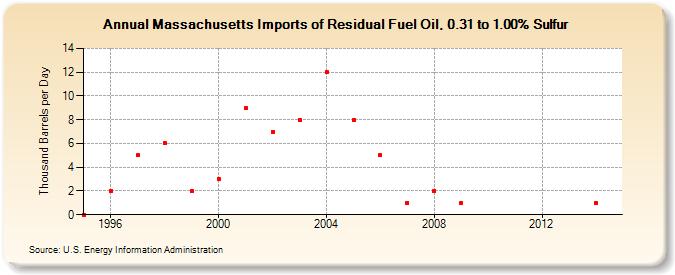 Annual Massachusetts Imports of Residual Fuel Oil, 0.31 to 1.00% Sulfur
Thousand Barrels per Day
14
12
10
8
6
4
2
0
1996 2000 2004 2008 2012
Source: U.S. Energy Information Administration